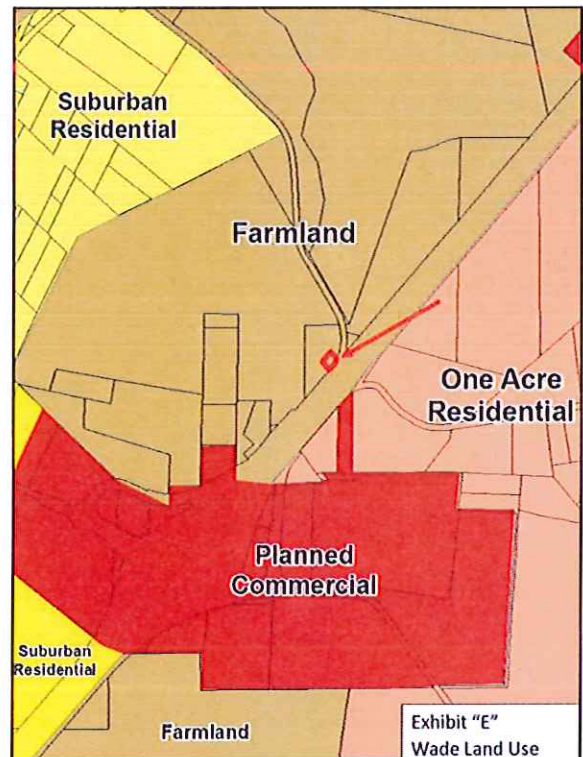 Suburban
Residential
Farmland
One Acre
Residential
Planned
Commercial
Suburban
Residential
Farmland
Exhibit "E"
Wade Land Use